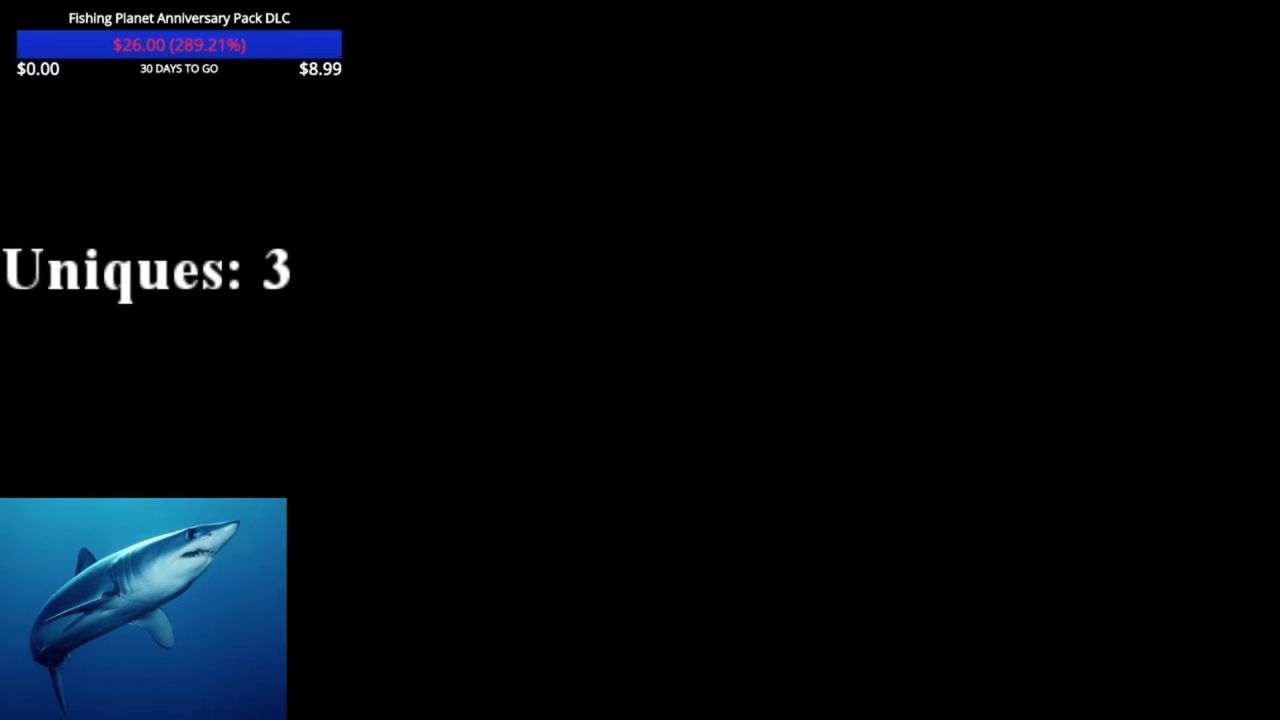 Fishing Planet Anniversary Pack DLC
$26.00 (289.21%)
$0.00 30 DAYS TO GO $8.99
Uniques: 3